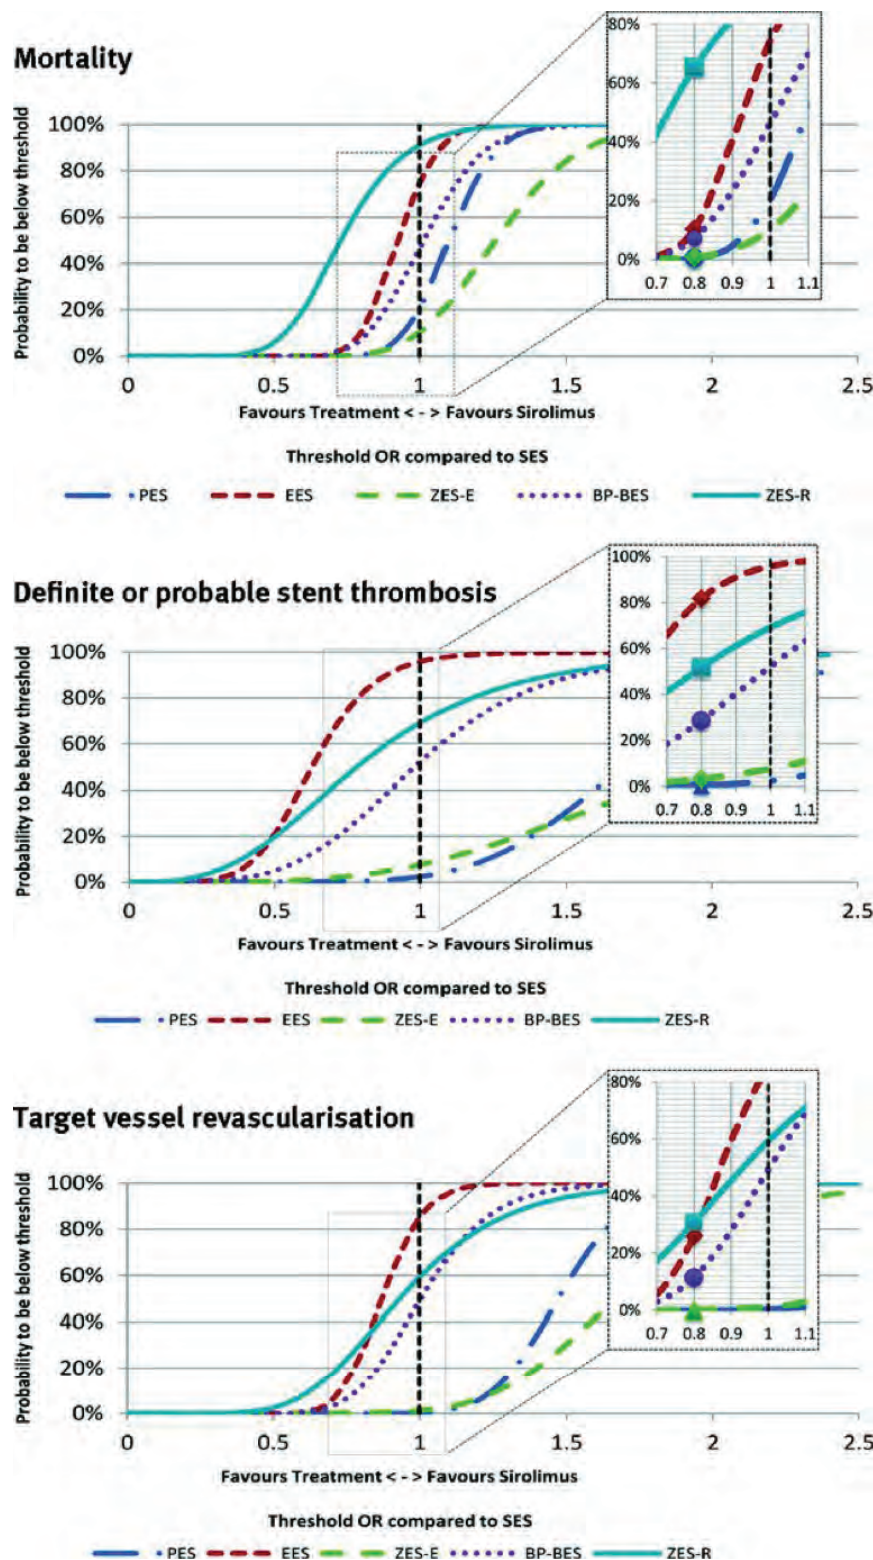 Mortality
80%
60%
40%
20%
0%
0.7 0.8 0.9 1 1.1
Probability to be below threshold
100%
80%
60%
40%
20%
0%
0 0.5 1 1.5 2 2.5
Favours Treatment < - > Favours Sirolimus
Threshold OR compared to SES
PES EES ZES-E BP-BES ZES-R
Definite or probable stent thrombosis
100%
80%
60%
40%
20%
0%
0.7 0.8 0.9 1 1.1
Probability to be below threshold
100%
80%
60%
40%
20%
0%
0 0.5 1 1.5 2 2.5
Favours Treatment < - > Favours Sirolimus
Threshold OR compared to SES
PES EES ZES-E BP-BES ZES-R
Target vessel revascularisation
80%
60%
40%
20%
0%
0.7 0.8 0.9 1 1.1
Probability to be below threshold
100%
80%
60%
40%
20%
0%
0 0.5 1 1.5 2 2.5
Favours Treatment < - > Favours Sirolimus
Threshold OR compared to SES
PES EES ZES-E BP-BES ZES-R